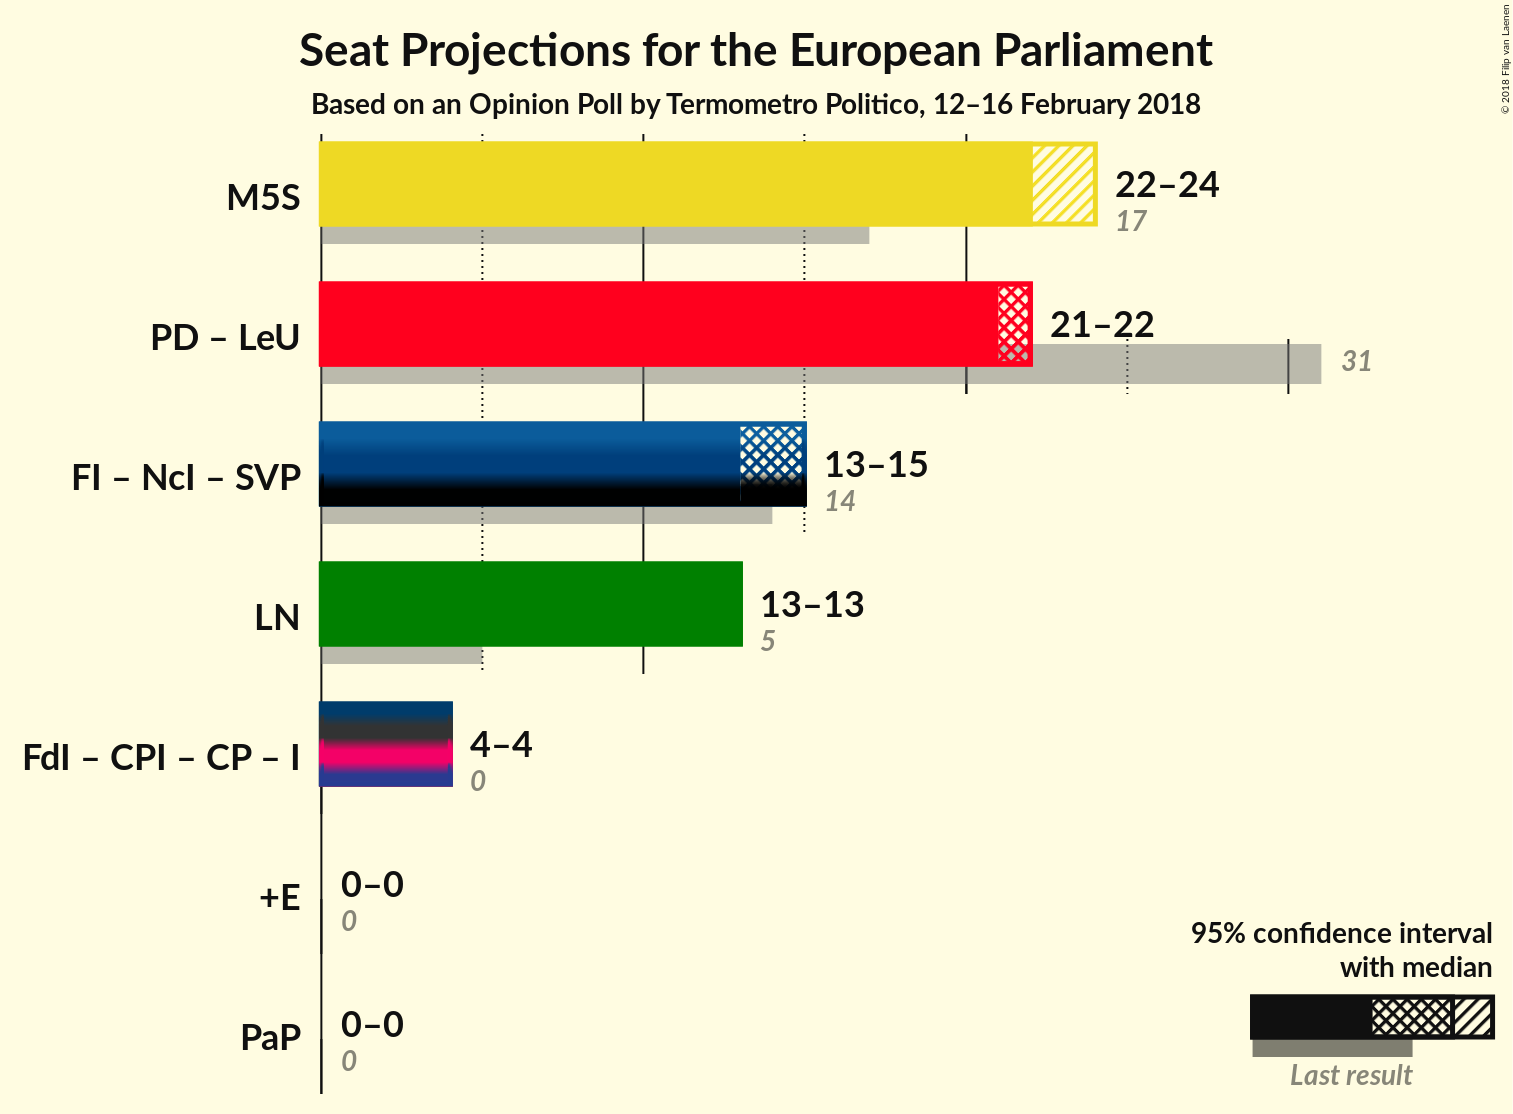 Seat Projections for the European Parliament
Based on an Opinion Poll by Termometro Politico, 12–16 February 2018
© 2018 Filip van Laenen
M5S
22–24
17
PD – LeU
21–22
31
FI – NcI – SVP
13–15
14
LN
13–13
5
FdI – CPI – CP – I
4–4
0
+E
0–0
0
PaP
0–0
0
95% confidence interval
with median
Last result